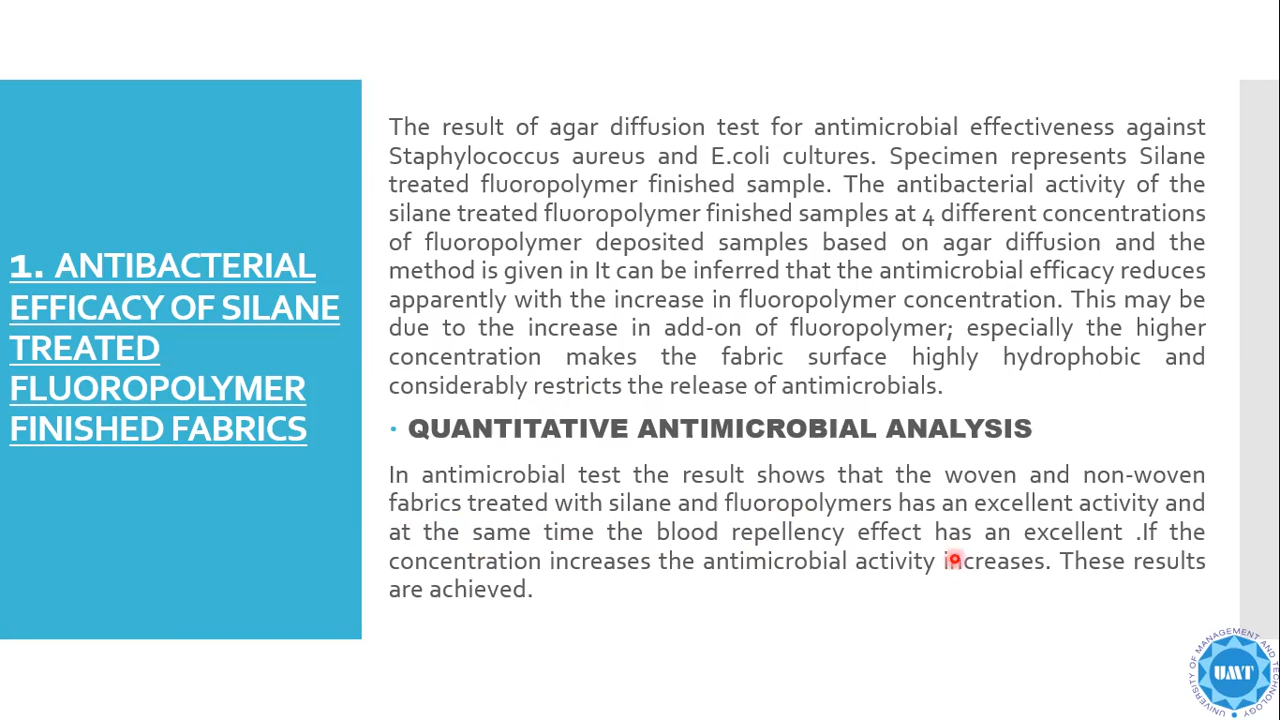 1. ANTIBACTERIAL
EFFICACY OF SILANE
TREATED
FLUOROPOLYMER
FINISHED FABRICS
The result of agar diffusion test for antimicrobial effectiveness against
Staphylococcus aureus and E.coli cultures. Specimen represents Silane
treated fluoropolymer finished sample. The antibacterial activity of the
silane treated fluoropolymer finished samples at 4 different concentrations
of fluoropolymer deposited samples based on agar diffusion and the
method is given in It can be inferred that the antimicrobial efficacy reduces
apparently with the increase in fluoropolymer concentration. This may be
due to the increase in add-on of fluoropolymer; especially the higher
concentration makes the fabric surface highly hydrophobic and
considerably restricts the release of antimicrobials.
• QUANTITATIVE ANTIMICROBIAL ANALYSIS
In antimicrobial test the result shows that the woven and non-woven
fabrics treated with silane and fluoropolymers has an excellent activity and
at the same time the blood repellency effect has an excellent .If the
concentration increases the antimicrobial activity increases. These results
are achieved.
UNIVERSITY OF MANAGEMENT AND TECHNOLOGY
UMT